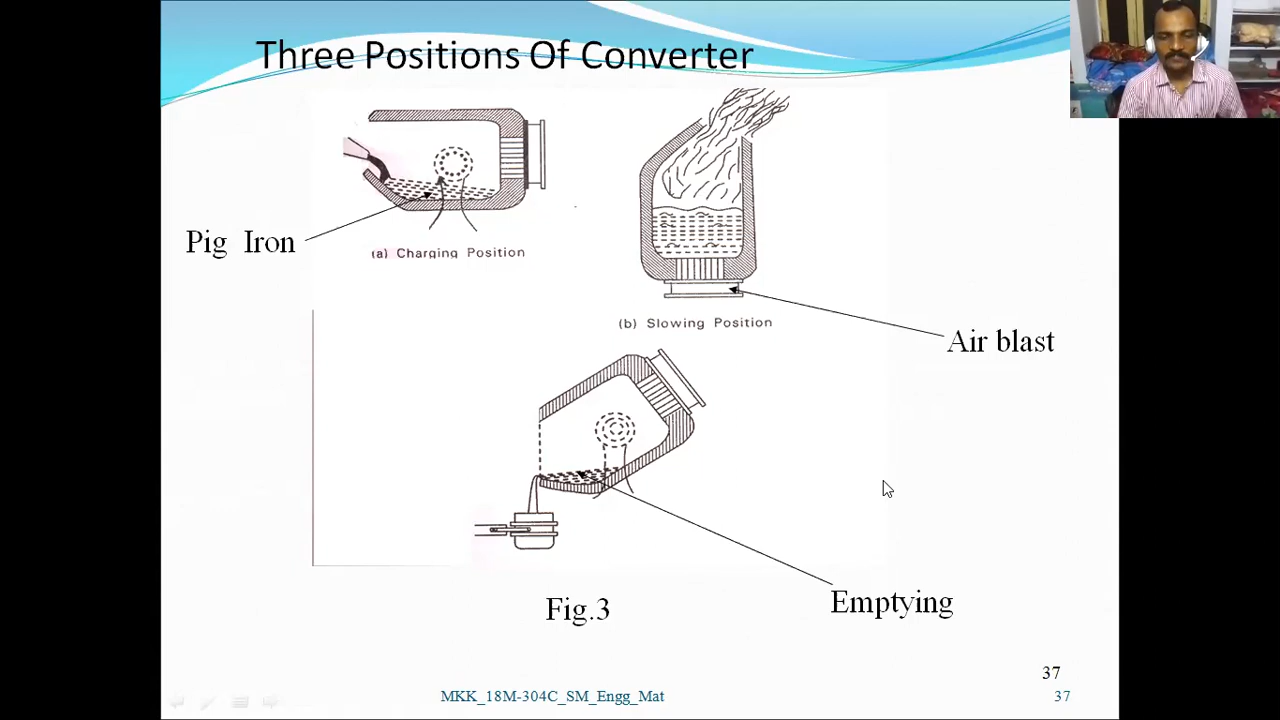 Three Positions Of Converter
Pig Iron
(a) Charging Position
(b) Slowing Position
Air blast
Emptying
Fig.3
37
MKK_18M-304C_SM_Engg_Mat
37